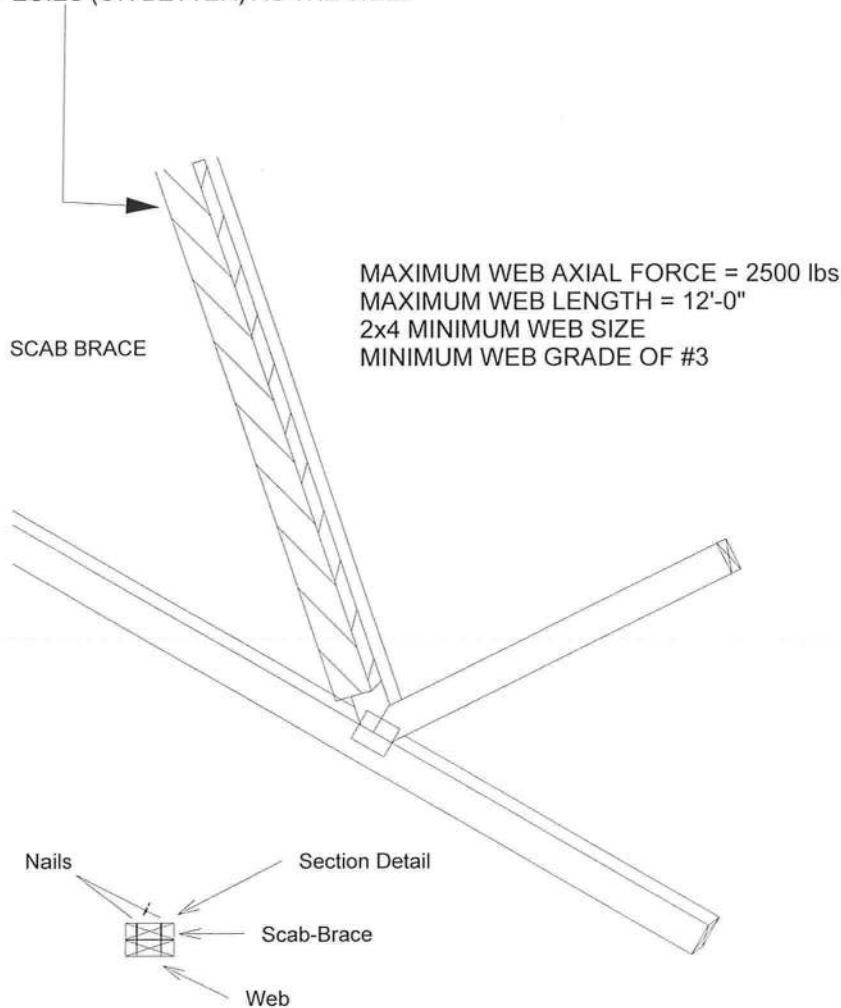 MAXIMUM WEB AXIAL FORCE = 2500 lbs
MAXIMUM WEB LENGTH = 12'-0"
2x4 MINIMUM WEB SIZE
MINIMUM WEB GRADE OF #3
SCAB BRACE
Nails
Section Detail
Scab-Brace
Web